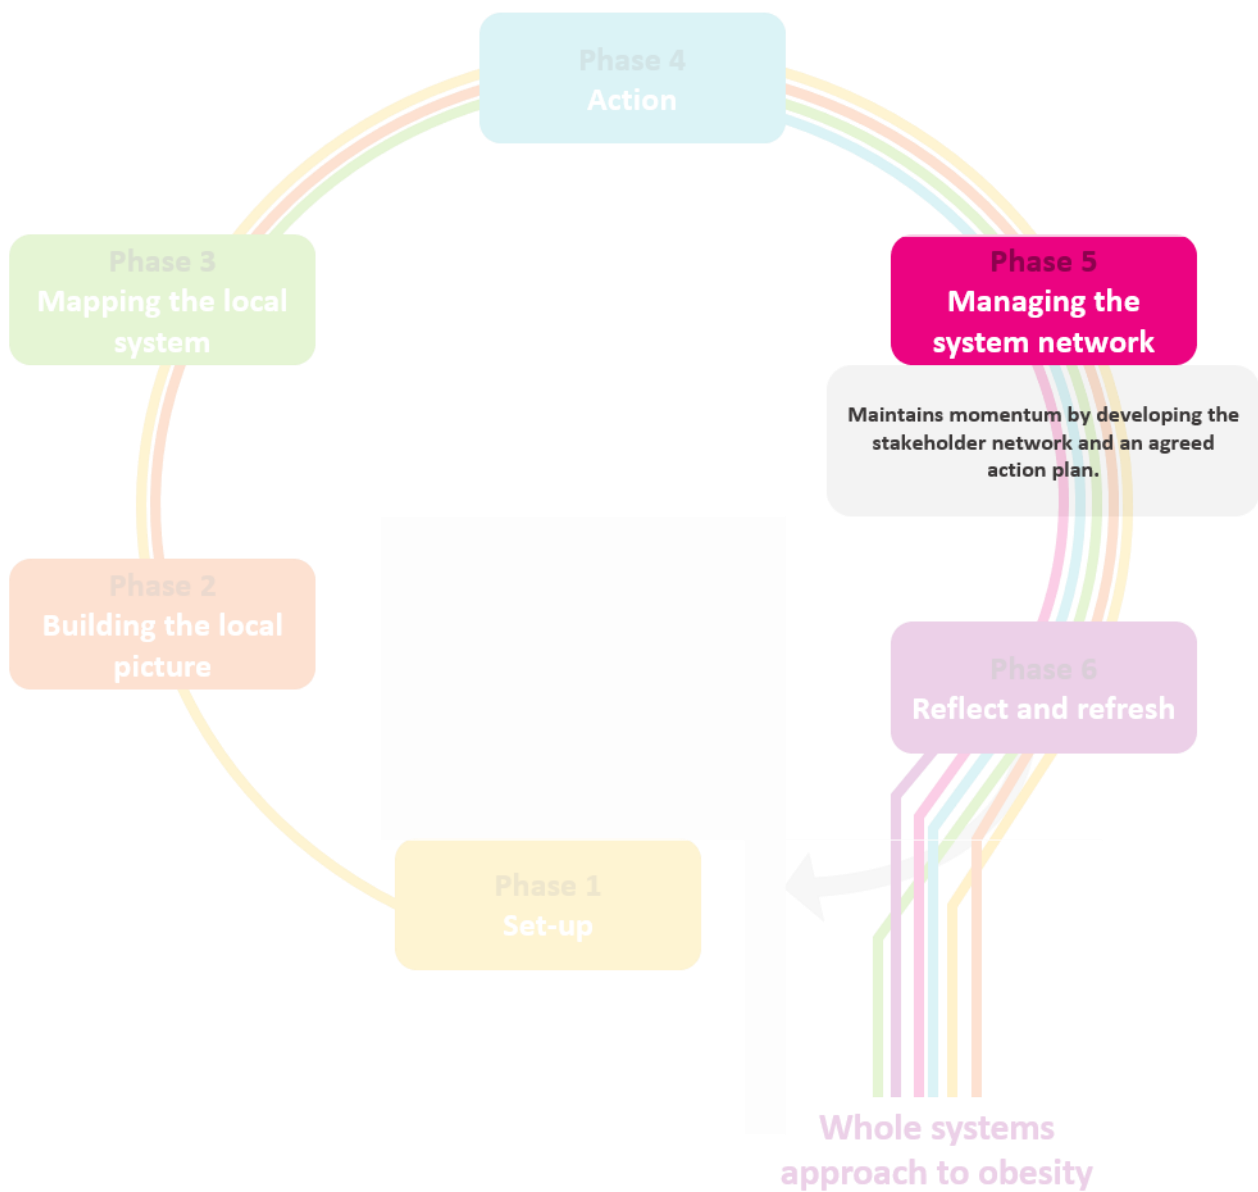 Phase 4
Action
Phase 3
Mapping the local
system
Phase 5
Managing the
system network
Maintains momentum by developing the
stakeholder network and an agreed
action plan.
Phase 2
Building the local
picture
Phase 6
Reflect and refresh
Phase 1
Set-up
Whole systems
approach to obesity